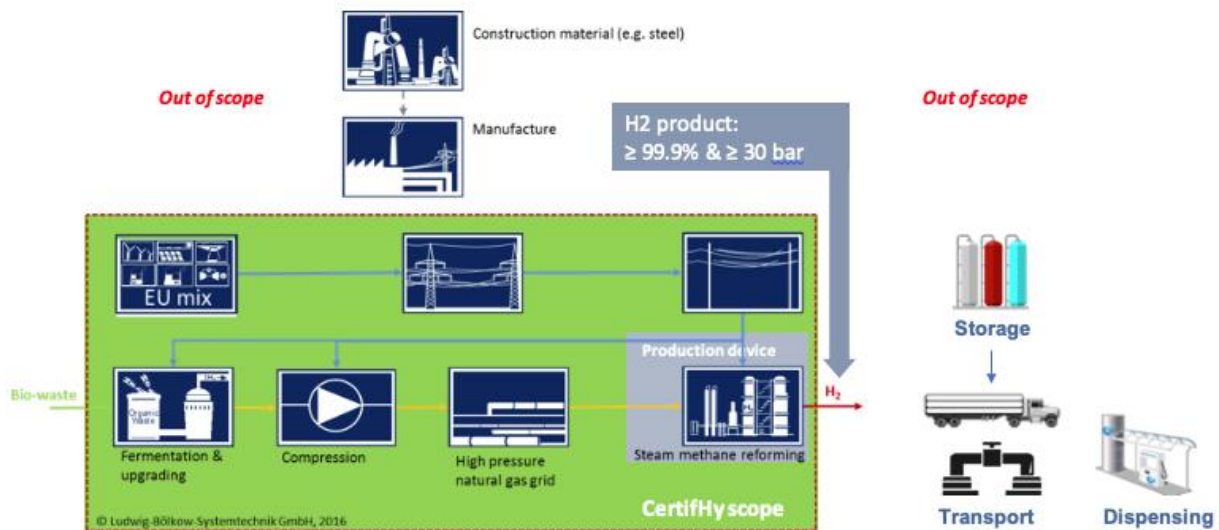 Construction material (e.g. steel)
Out of scope
Out of scope
Manufacture
H2 product:
≥ 99.9% & ≥ 30 bar
EU mix
Storage
Production device
Bio-waste
Organic
Waste
H₂
Fermentation &
upgrading
Compression
High pressure
natural gas grid
Steam methane reforming
CertifHy scope
© Ludwig-Bölkow-Systemtechnik GmbH, 2016
Transport
Dispensing